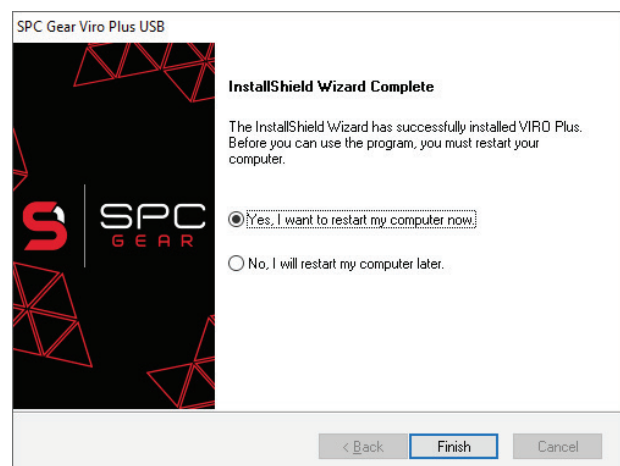 SPC Gear Viro Plus USB
InstallShield Wizard Complete
The InstallShield Wizard has successfully installed VIRO Plus.
Before you can use the program, you must restart your
computer.
SPC
GEAR
Yes, I want to restart my computer now.
No, I will restart my computer later.
< Back
Finish
Cancel